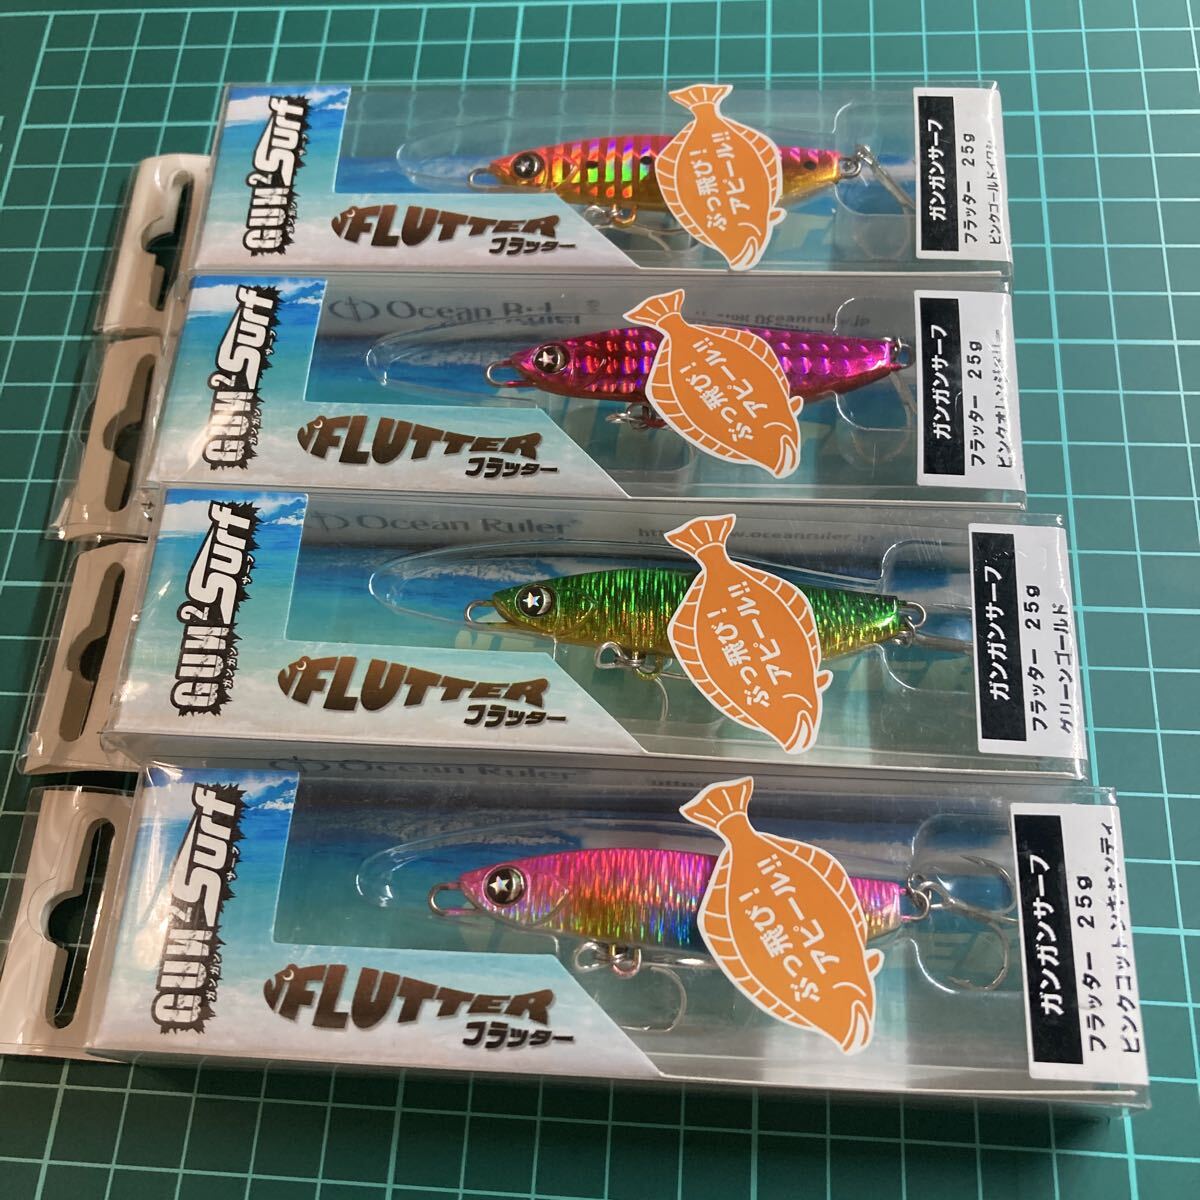 GUN²Surf
ガンガン サーフ
FLUTTER
フラッター
ぶっ飛び!
アピール!!
ガンガンサーフ
フラッター 25g
ピンクゴールドイワシ
Ocean
GUN²Surf
ガンガン サーフ
FLUTTER
フラッター
ぶっ飛び!
アピール!!
ガンガンサーフ
フラッター 25g
Ocean Ruler®
GUN²Surf
ガンガン サーフ
FLUTTER
フラッター
ぶっ飛び!
アピール!!
ガンガンサーフ
フラッター 25g
グリーンゴールド
Ocean Ruler
GUN²Surf
ガンガン サーフ
FLUTTER
フラッター
ぶっ飛び!
アピール!!
ガンガンサーフ
フラッター 25g
ピンクコットンキャンディ